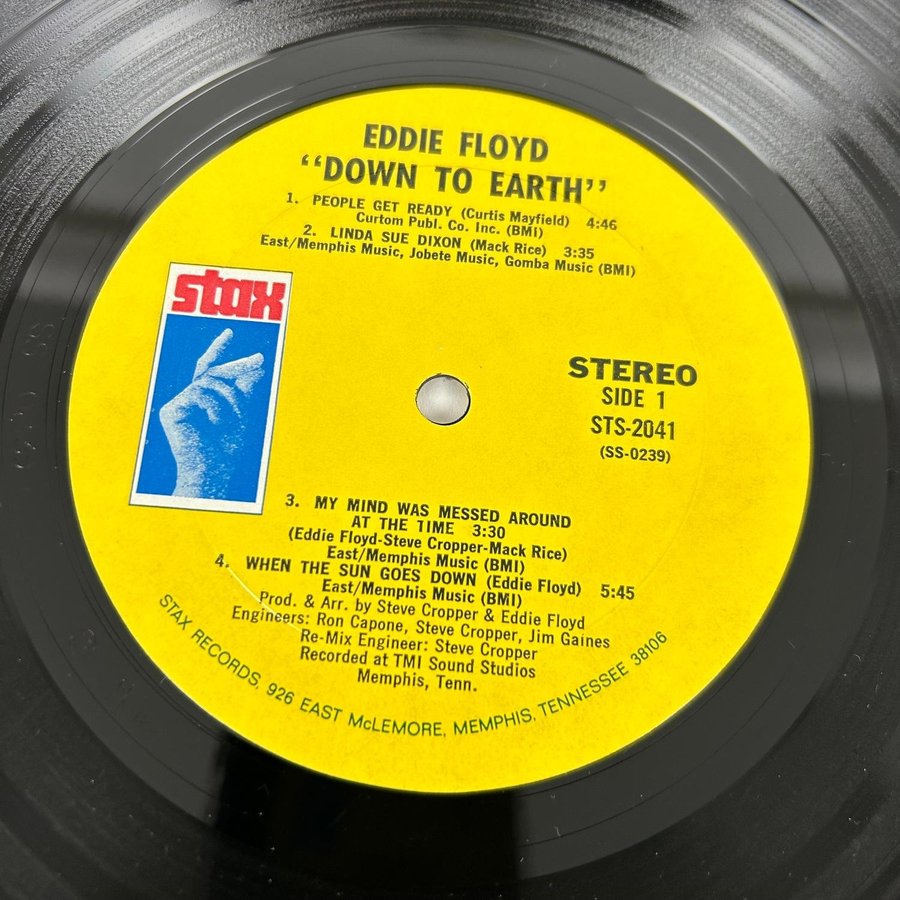 EDDIE FLOYD
“DOWN TO EARTH”
1. PEOPLE GET READY (Curtis Mayfield) 4:46
Curtom Publ. Co. Inc. (BMI)
2. LINDA SUE DIXON (Mack Rice) 3:35
East/Memphis Music, Jobete Music, Gomba Music (BMI)
stax
STEREO
SIDE 1
STS-2041
(SS-0239)
3. MY MIND WAS MESSED AROUND
AT THE TIME 3:30
(Eddie Floyd-Steve Cropper-Mack Rice)
East/Memphis Music (BMI)
4. WHEN THE SUN GOES DOWN (Eddie Floyd) 5:45
East/Memphis Music (BMI)
Prod. & Arr. by Steve Cropper & Eddie Floyd
Engineers: Ron Capone, Steve Cropper, Jim Gaines
Re-Mix Engineer: Steve Cropper
Recorded at TMI Sound Studios
Memphis, Tenn.
STAX RECORDS, 926 EAST McLEMORE, MEMPHIS, TENNESSEE 38106